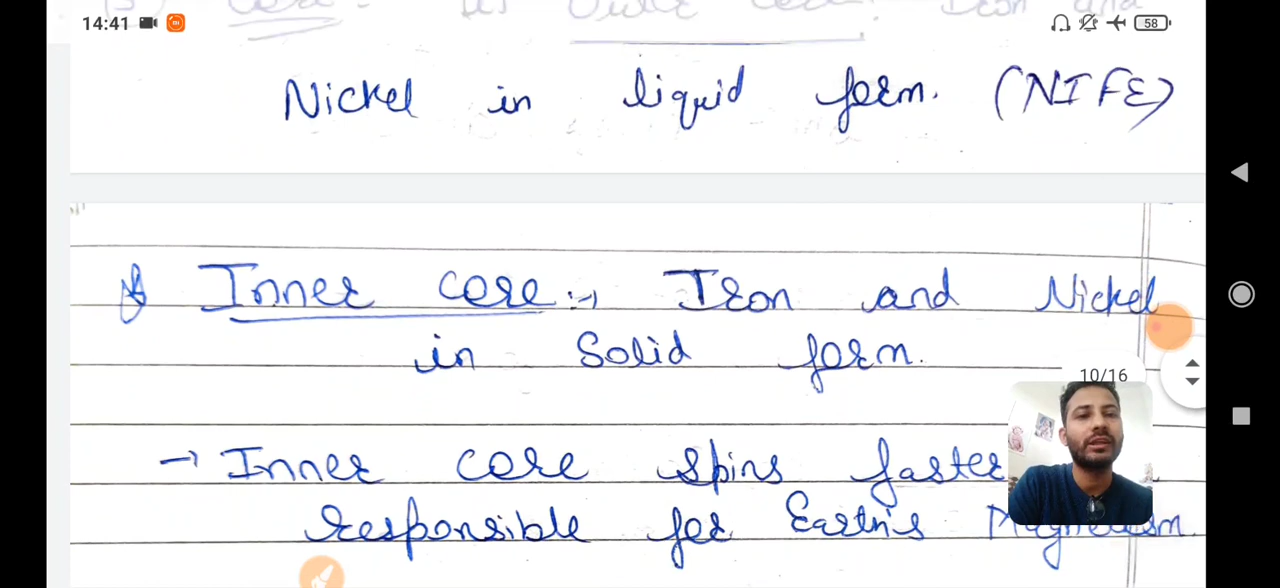 14:41 58
Nickel in liquid form. (NIFE)
Inner core :→ Iron and Nickel
in Solid form.
10/16
→ Inner core spins faster
responsible for Earth's Magnetism.